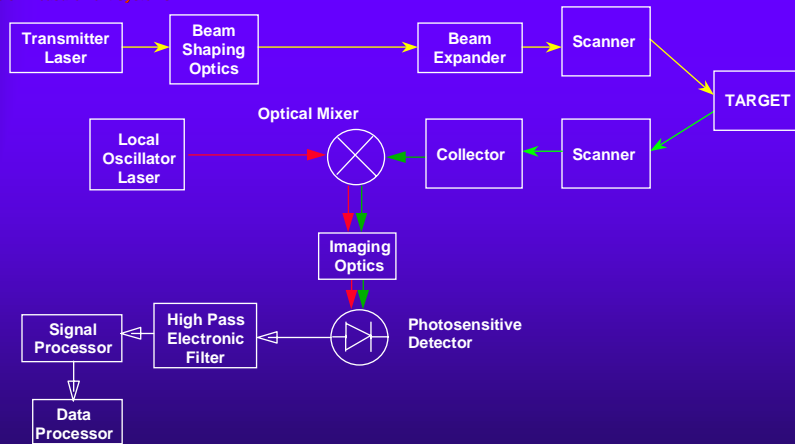 Transmitter
Laser
Beam
Shaping
Optics
Beam
Expander
Scanner
TARGET
Optical Mixer
Local
Oscillator
Laser
Collector
Scanner
Imaging
Optics
Signal
Processor
High Pass
Electronic
Filter
Photosensitive
Detector
Data
Processor